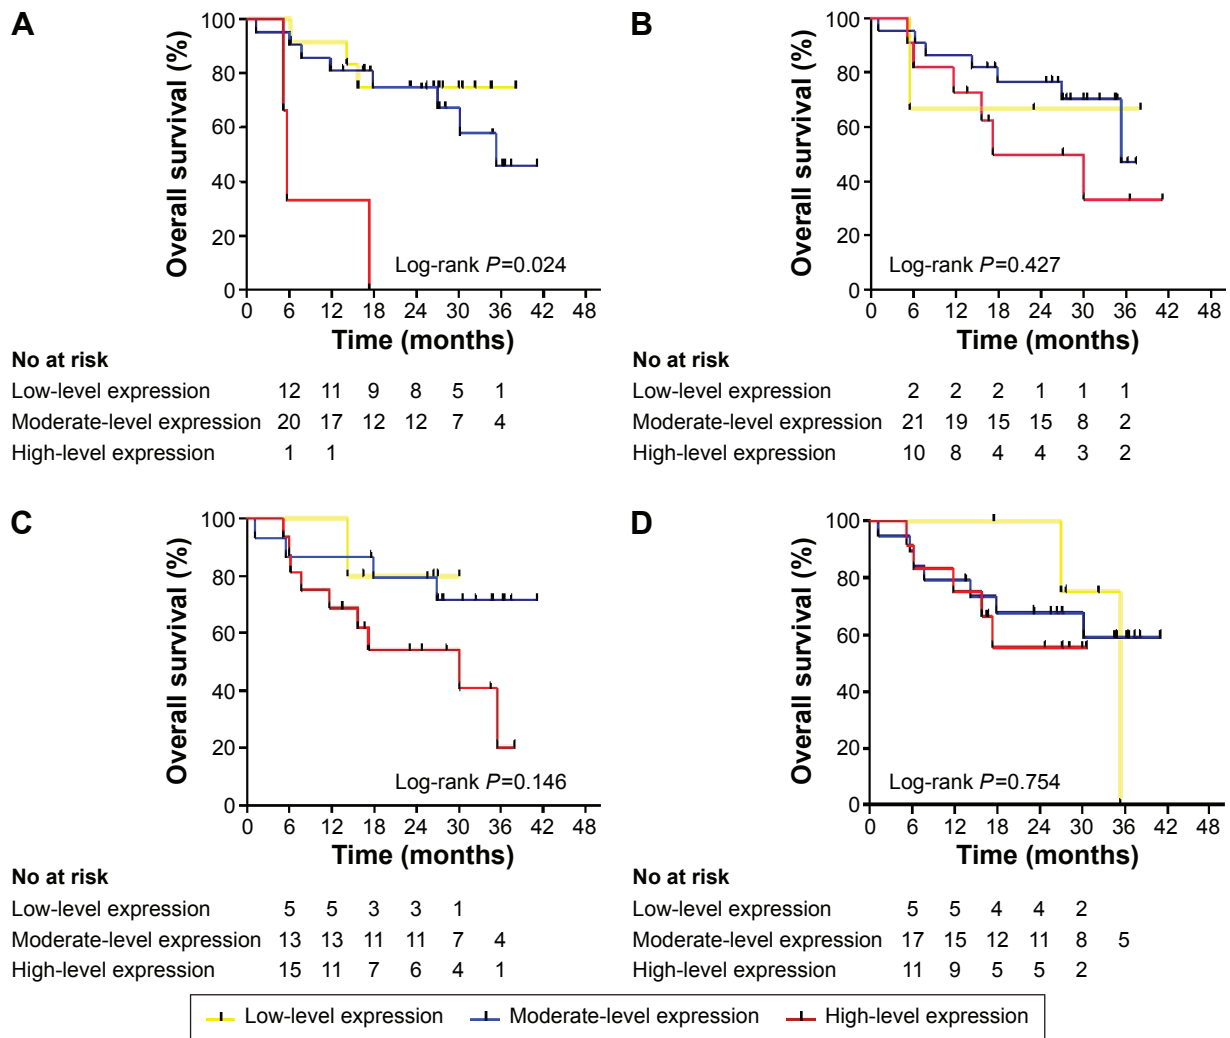 A
Overall survival (%)
100
80
60
40
20
0
Log-rank P=0.024
0 6 12 18 24 30 36 42 48
Time (months)
No at risk
Low-level expression 12 11 9 8 5 1
Moderate-level expression 20 17 12 12 7 4
High-level expression 1 1
B
Overall survival (%)
100
80
60
40
20
0
Log-rank P=0.427
0 6 12 18 24 30 36 42 48
Time (months)
No at risk
Low-level expression 2 2 2 1 1 1
Moderate-level expression 21 19 15 15 8 2
High-level expression 10 8 4 4 3 2
C
Overall survival (%)
100
80
60
40
20
0
Log-rank P=0.146
0 6 12 18 24 30 36 42 48
Time (months)
No at risk
Low-level expression 5 5 3 3 1
Moderate-level expression 13 13 11 11 7 4
High-level expression 15 11 7 6 4 1
D
Overall survival (%)
100
80
60
40
20
0
Log-rank P=0.754
0 6 12 18 24 30 36 42 48
Time (months)
No at risk
Low-level expression 5 5 4 4 2
Moderate-level expression 17 15 12 11 8 5
High-level expression 11 9 5 5 2
Low-level expression Moderate-level expression High-level expression